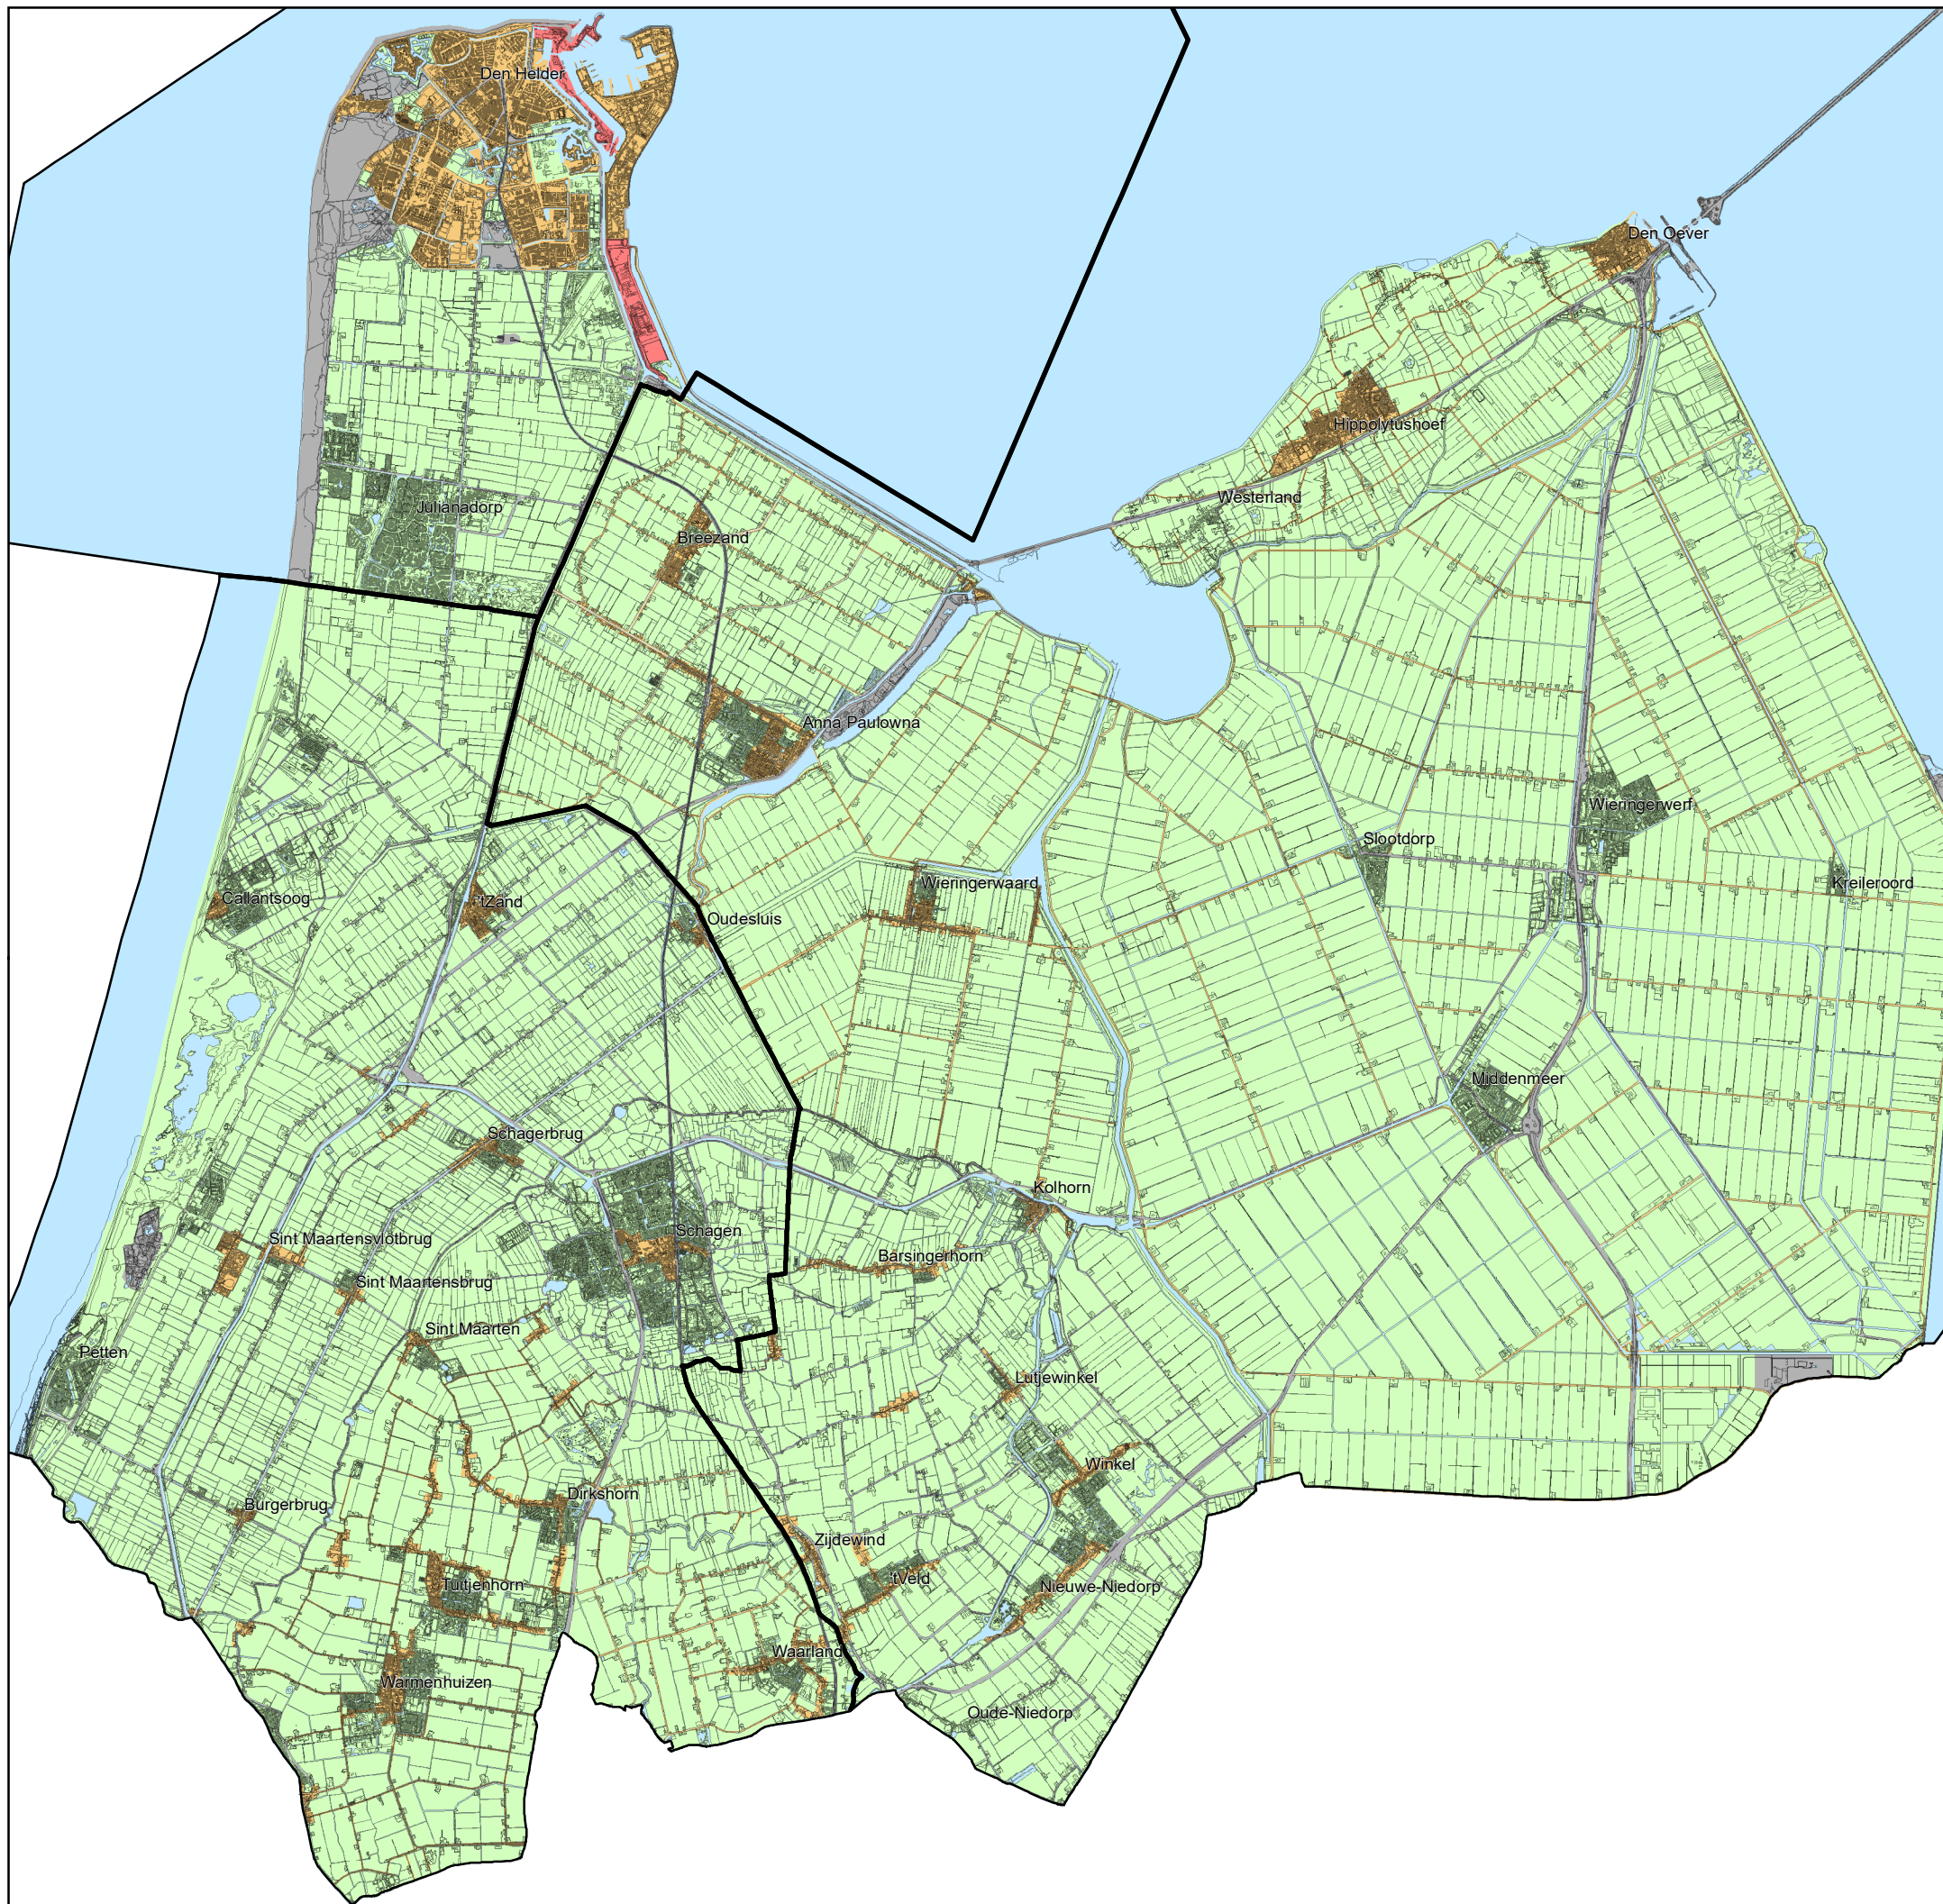 Den Helder
Den Oever
Hippolytushoef
Westerland
Julianadorp
Breezand
Anna Paulowna
Wieringerwerf
Slootdorp
Wieringerwaard
Kreileroord
Callantsoog
'tZand
Oudesluis
Middenmeer
Schagerbrug
Kolhorn
Schagen
Sint Maartensvlotbrug
Barsingerhorn
Sint Maartensbrug
Sint Maarten
Petten
Lutjewinkel
Winkel
Dirkshorn
Burgerbrug
Zijdewind
'tVeld
Tuitjenhorn
Nieuwe-Niedorp
Waarland
Warmenhuizen
Oude-Niedorp